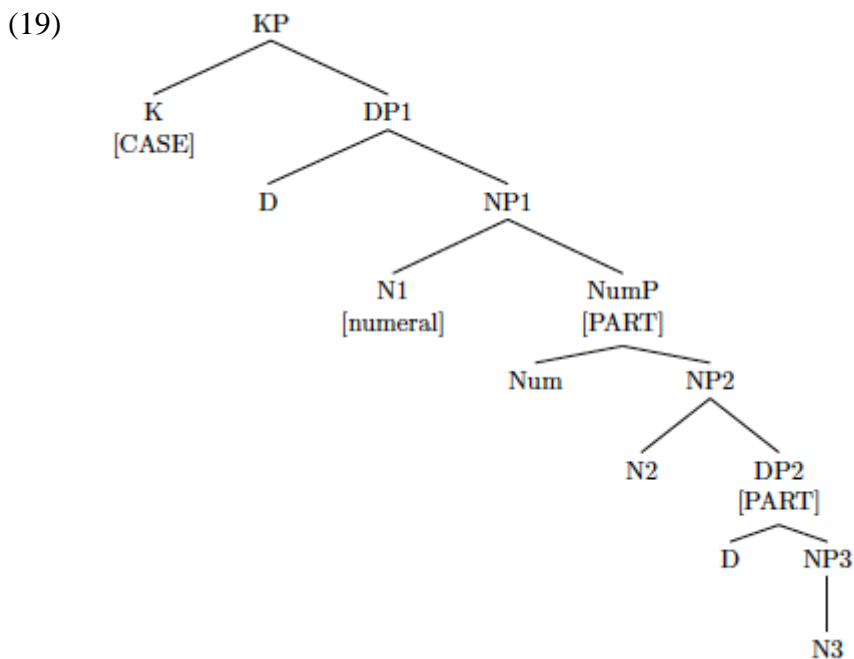 (19)
KP
K DP1
[CASE]
D NP1
N1 NumP
[numeral] [PART]
Num NP2
N2 DP2
[PART]
D NP3
N3